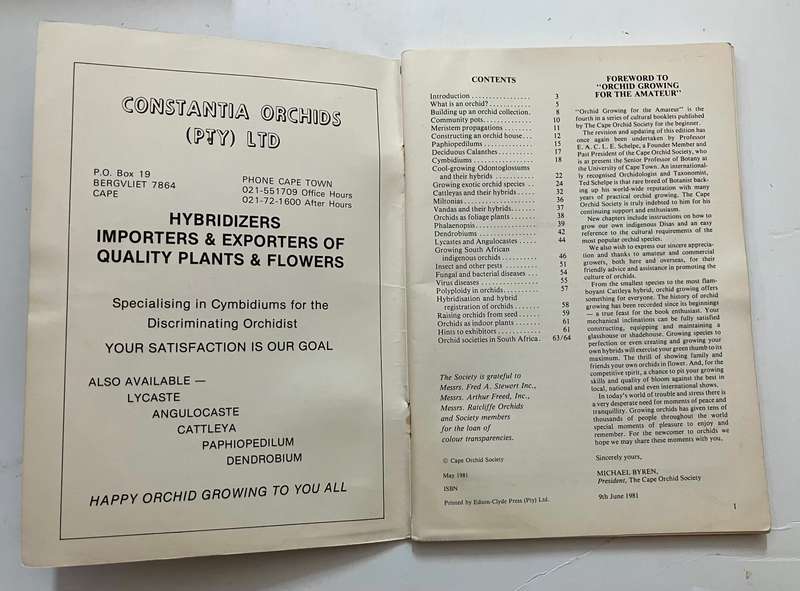 CONSTANTIA ORCHIDS
(PTY) LTD
P.O. Box 19
BERGVLIET 7864
CAPE
PHONE CAPE TOWN
021-551709 Office Hours
021-72-1600 After Hours
HYBRIDIZERS
IMPORTERS & EXPORTERS OF
QUALITY PLANTS & FLOWERS
Specialising in Cymbidiums for the
Discriminating Orchidist
YOUR SATISFACTION IS OUR GOAL
ALSO AVAILABLE —
LYCASTE
ANGULOCASTE
CATTLEYA
PAPHIOPEDILUM
DENDROBIUM
HAPPY ORCHID GROWING TO YOU ALL
CONTENTS
Introduction . . . . . . . . . . . . . . . . . 3
What is an orchid? . . . . . . . . . . . . 5
Building up an orchid collection. 8
Community pots. . . . . . . . . . . . . . 10
Meristem propagations . . . . . . . . 11
Constructing an orchid house. . . 12
Paphiopedilums . . . . . . . . . . . . . . 15
Deciduous Calanthes . . . . . . . . . . 17
Cymbidiums . . . . . . . . . . . . . . . . . 18
Cool-growing Odontoglossums
and their hybrids . . . . . . . . . . . 22
Growing exotic orchid species . . 24
Cattleyas and their hybrids . . . . . 32
Miltonias . . . . . . . . . . . . . . . . . . . 36
Vandas and their hybrids . . . . . . . 37
Orchids as foliage plants . . . . . . . 38
Phalaenopsis . . . . . . . . . . . . . . . . 39
Dendrobiums . . . . . . . . . . . . . . . . 42
Lycastes and Angulocastes . . . . . 44
Growing South African
indigenous orchids . . . . . . . . . . 46
Insect and other pests . . . . . . . . . 51
Fungal and bacterial diseases . . . 54
Virus diseases . . . . . . . . . . . . . . . 55
Polyploidy in orchids . . . . . . . . . . 57
Hybridisation and hybrid
registration of orchids . . . . . . . 58
Raising orchids from seed . . . . . . 59
Orchids as indoor plants . . . . . . . 61
Hints to exhibitors . . . . . . . . . . . . 61
Orchid societies in South Africa . 63/64
The Society is grateful to
Messrs. Fred A. Stewert Inc.,
Messrs. Arthur Freed, Inc.,
Messrs. Ratcliffe Orchids
and Society members
for the loan of
colour transparencies.
© Cape Orchid Society
May 1981
ISBN
Printed by Edson-Clyde Press (Pty) Ltd.
FOREWORD TO
"ORCHID GROWING
FOR THE AMATEUR"
"Orchid Growing for the Amateur" is the
fourth in a series of cultural booklets published
by The Cape Orchid Society for the beginner.
The revision and updating of this edition has
once again been undertaken by Professor
E. A. C. L. E. Schelpe, a Founder Member and
Past President of the Cape Orchid Society, who
is at present the Senior Professor of Botany at
the University of Cape Town. An international-
ly recognised Orchidologist and Taxonomist,
Ted Schelpe is that rare breed of Botanist back-
ing up his world-wide reputation with many
years of practical orchid growing. The Cape
Orchid Society is truly indebted to him for his
continuing support and enthusiasm.
New chapters include instructions on how to
grow our own indigenous Disas and an easy
reference to the cultural requirements of the
most popular orchid species.
We also wish to express our sincere apprecia-
tion and thanks to amateur and commercial
growers, both here and overseas, for their
friendly advice and assistance in promoting the
culture of orchids.
From the smallest species to the most flam-
boyant Cattleya hybrid, orchid growing offers
something for everyone. The history of orchid
growing has been recorded since its beginnings
— a true feast for the book enthusiast. Your
mechanical inclinations can be fully satisfied
constructing, equipping and maintaining a
glasshouse or shadehouse. Growing species to
perfection or even creating and growing your
own hybrids will exercise your green thumb to its
maximum. The thrill of showing family and
friends your own orchids in flower. And, for the
competitive spirit, a chance to pit your growing
skills and quality of bloom against the best in
local, national and even international shows.
In today's world of trouble and stress there is
a very desperate need for moments of peace and
tranquillity. Growing orchids has given tens of
thousands of people throughout the world
special moments of pleasure to enjoy and
remember. For the newcomer to orchids we
hope we may share these moments with you.
Sincerely yours,
MICHAEL BYREN,
President, The Cape Orchid Society
9th June 1981
1